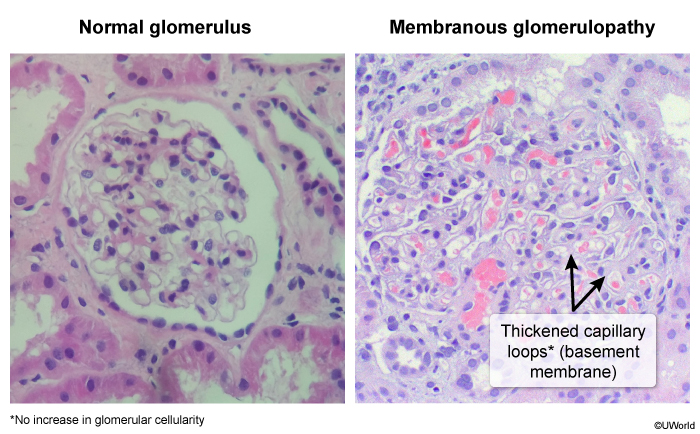 Normal glomerulus
Membranous glomerulopathy
Thickened capillary
loops* (basement
membrane)
*No increase in glomerular cellularity
©UWorld